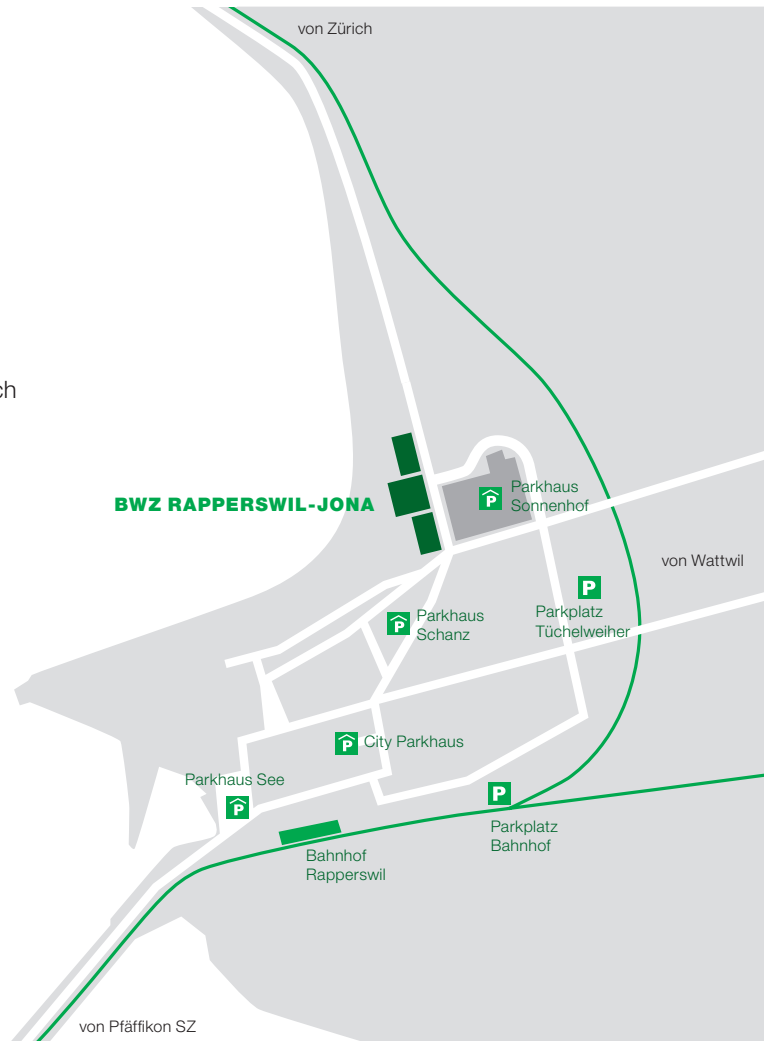 von Zürich
ch
BWZ RAPPERSWIL-JONA
P
Parkhaus
Sonnenhof
von Wattwil
P
Parkplatz
Tüchelweiher
P
Parkhaus
Schanz
P
City Parkhaus
Parkhaus See
P
P
Parkplatz
Bahnhof
Bahnhof
Rapperswil
von Pfäffikon SZ